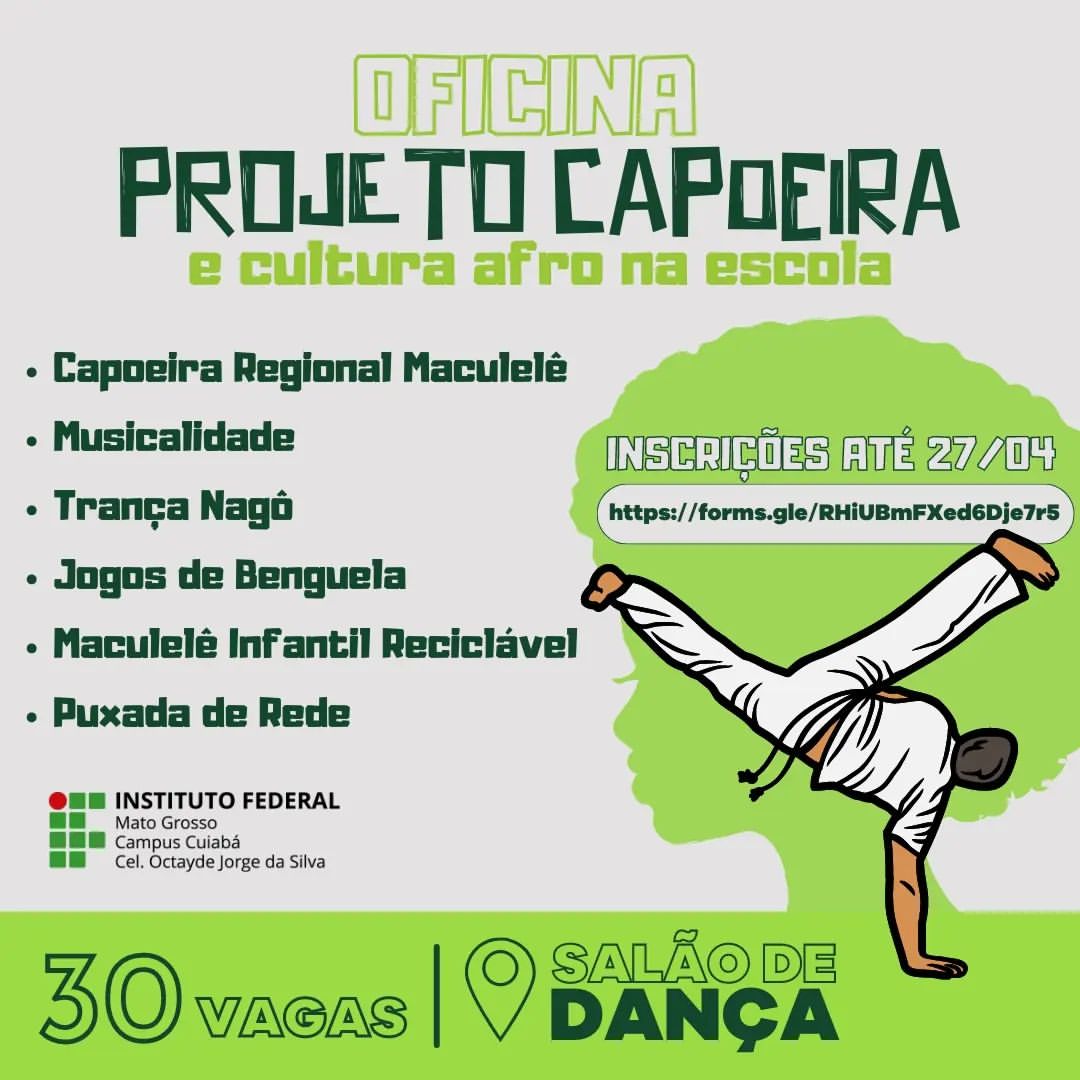 OFICINA
PROJETO CAPOEIRA
e cultura afro na escola
• Capoeira Regional Maculelê
• Musicalidade
• Trança Nagô
• Jogos de Benguela
• Maculelê Infantil Reciclável
• Puxada de Rede
INSCRIÇÕES ATÉ 27/04
https://forms.gle/RHiUBmFXed6Dje7r5
INSTITUTO FEDERAL
Mato Grosso
Campus Cuiabá
Cel. Octayde Jorge da Silva
30 VAGAS
SALÃO DE
DANÇA